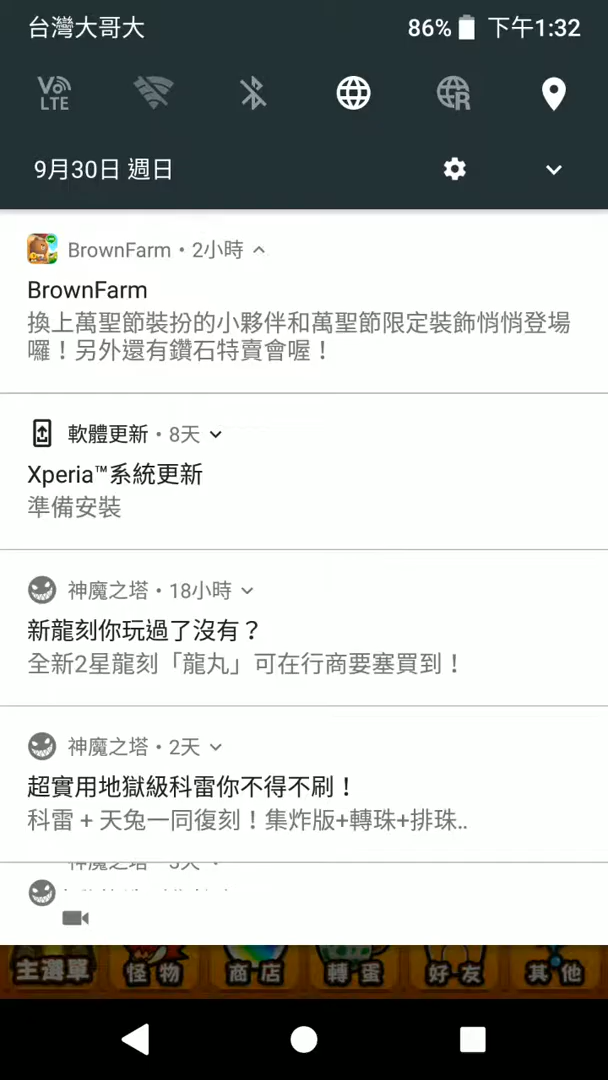 台灣大哥大
86% 下午1:32
VoLTE
R
9月30日 週日
BrownFarm • 2小時
BrownFarm
換上萬聖節裝扮的小夥伴和萬聖節限定裝飾悄悄登場
囉！另外還有鑽石特賣會喔！
軟體更新 • 8天
Xperia™系統更新
準備安裝
神魔之塔 • 18小時
新龍刻你玩過了沒有？
全新2星龍刻「龍丸」可在行商要塞買到！
神魔之塔 • 2天
超實用地獄級科雷你不得不刷！
科雷 + 天兔一同復刻！集炸版+轉珠+排珠..
主選單 怪物 商店 轉蛋 好友 其他